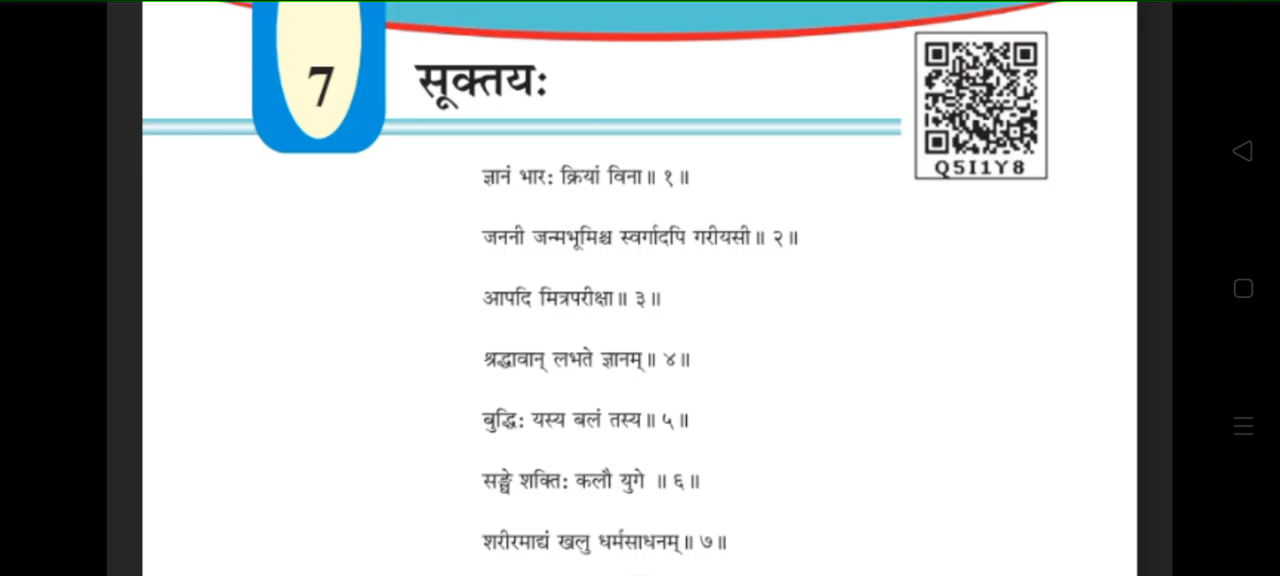 7
सूक्तयः
Q5I1Y8
ज्ञानं भारः क्रियां विना॥ १॥
जननी जन्मभूमिश्च स्वर्गादपि गरीयसी॥ २॥
आपदि मित्रपरीक्षा॥ ३॥
श्रद्धावान् लभते ज्ञानम्॥ ४॥
बुद्धिः यस्य बलं तस्य॥ ५॥
सङ्घे शक्तिः कलौ युगे ॥ ६॥
शरीरमाद्यं खलु धर्मसाधनम्॥ ७॥